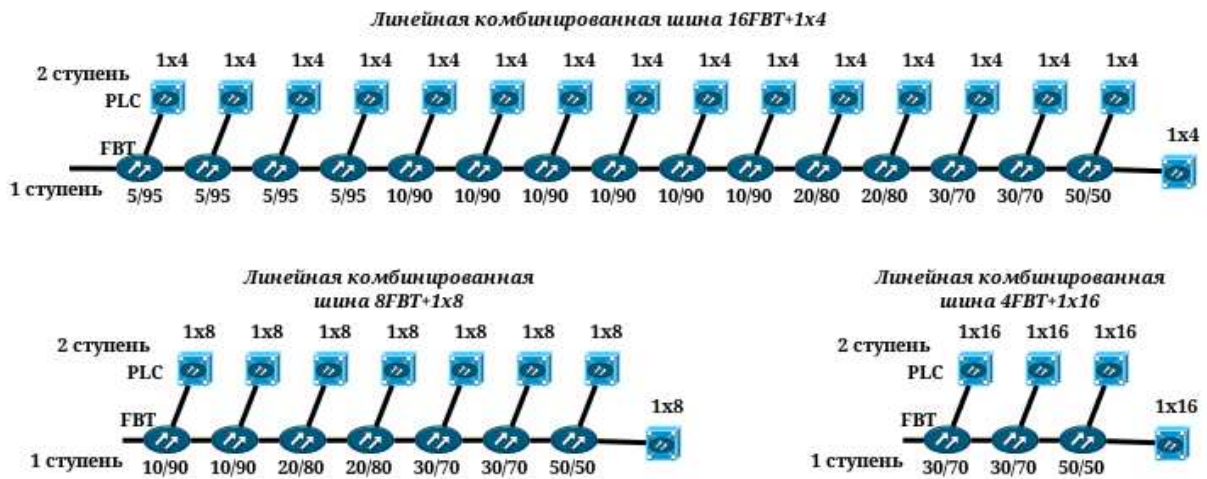 Линейная комбинированная шина 16FBT+1x4
1x4 1x4 1x4 1x4 1x4 1x4 1x4 1x4 1x4 1x4 1x4 1x4 1x4 1x4 1x4
2 ступень
PLC
1x4
FBT
1 ступень
5/95 5/95 5/95 5/95 10/90 10/90 10/90 10/90 10/90 10/90 20/80 20/80 30/70 30/70 50/50
Линейная комбинированная
шина 8FBT+1x8
1x8 1x8 1x8 1x8 1x8 1x8 1x8
2 ступень
PLC
1x8
FBT
1 ступень
10/90 10/90 20/80 20/80 30/70 30/70 50/50
Линейная комбинированная
шина 4FBT+1x16
1x16 1x16 1x16
2 ступень
PLC
1x16
FBT
1 ступень
30/70 30/70 50/50